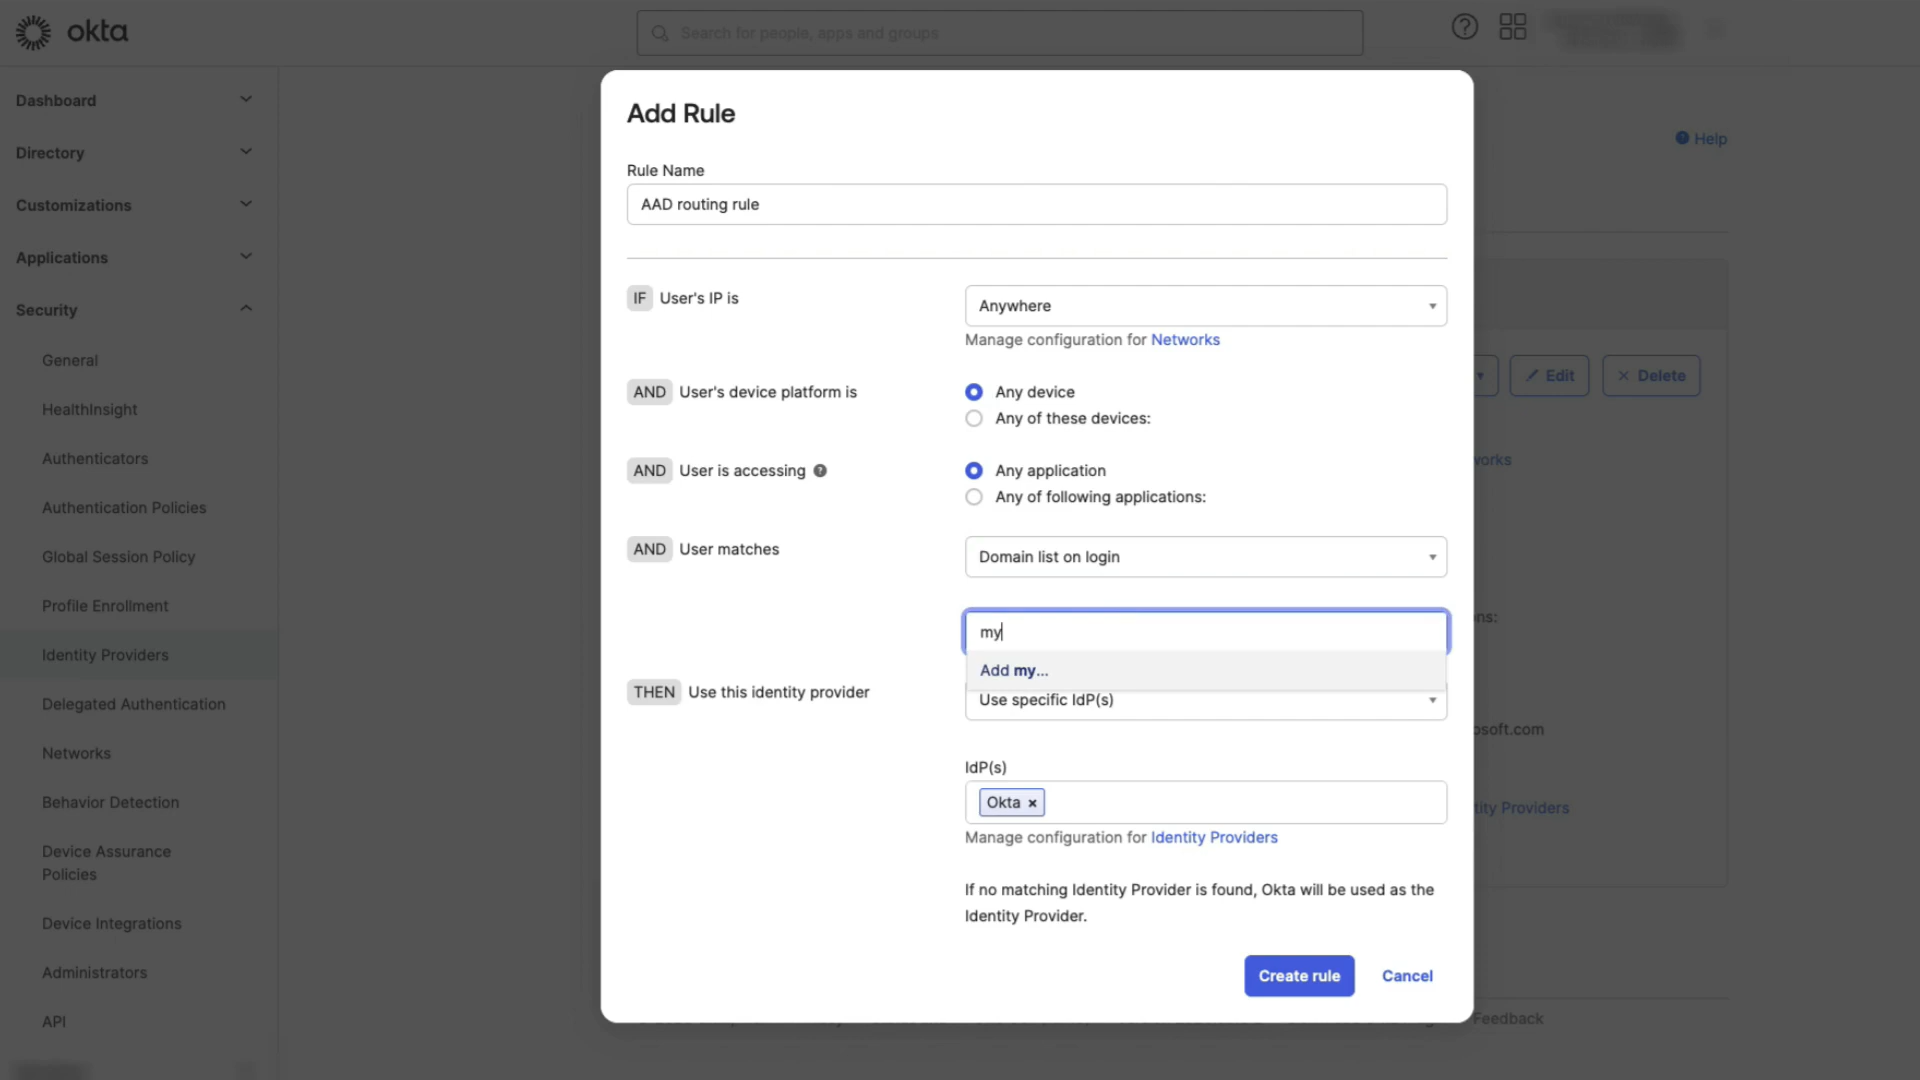 okta
Search for people, apps and groups
Dashboard
Directory
Customizations
Applications
Security
General
HealthInsight
Authenticators
Authentication Policies
Global Session Policy
Profile Enrollment
Identity Providers
Delegated Authentication
Networks
Behavior Detection
Device Assurance
Policies
Device Integrations
Administrators
API
Help
Edit
Delete
osoft.com
Feedback
Add Rule
Rule Name
AAD routing rule
IF User's IP is
Anywhere
Manage configuration for Networks
AND User's device platform is
Any device
Any of these devices:
AND User is accessing
Any application
Any of following applications:
AND User matches
Domain list on login
my
Add my...
THEN Use this identity provider
Use specific IdP(s)
IdP(s)
Okta ×
Manage configuration for Identity Providers
If no matching Identity Provider is found, Okta will be used as the
Identity Provider.
Create rule
Cancel